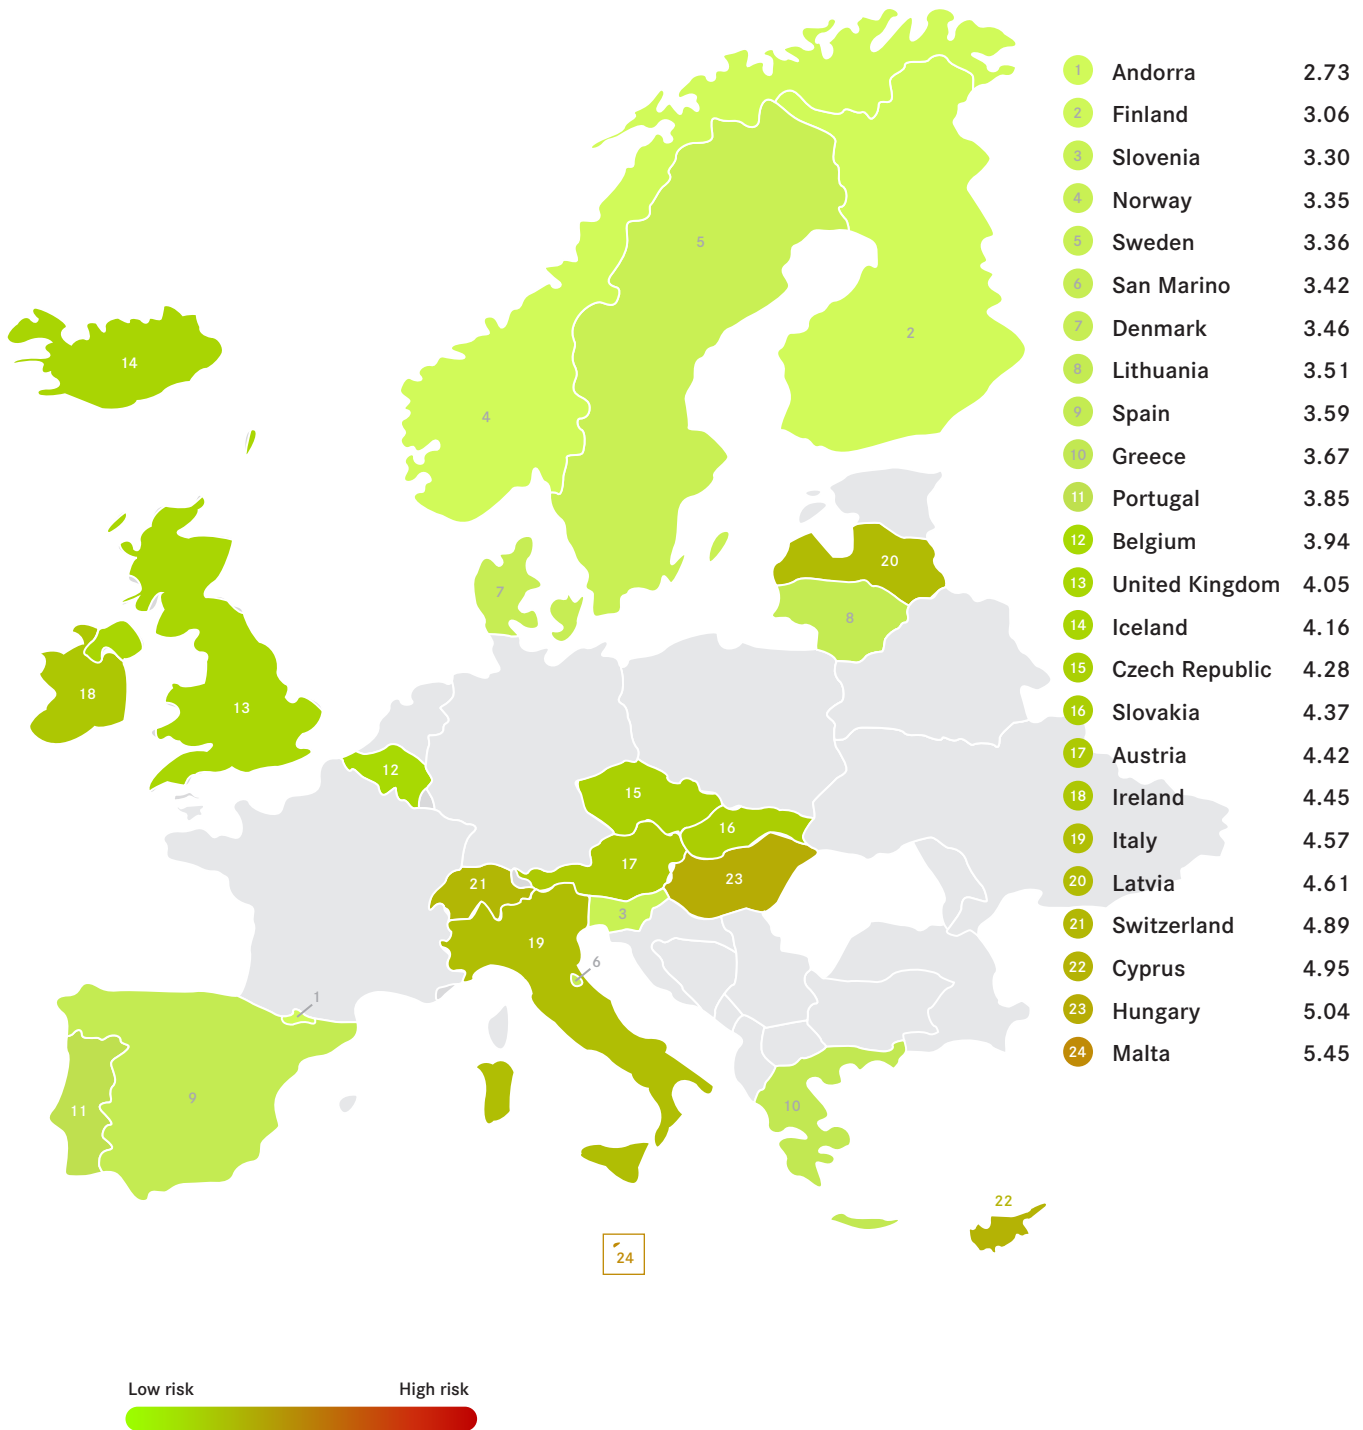 1 Andorra 2.73
2 Finland 3.06
3 Slovenia 3.30
4 Norway 3.35
5 Sweden 3.36
6 San Marino 3.42
7 Denmark 3.46
8 Lithuania 3.51
9 Spain 3.59
10 Greece 3.67
11 Portugal 3.85
12 Belgium 3.94
13 United Kingdom 4.05
14 Iceland 4.16
15 Czech Republic 4.28
16 Slovakia 4.37
17 Austria 4.42
18 Ireland 4.45
19 Italy 4.57
20 Latvia 4.61
21 Switzerland 4.89
22 Cyprus 4.95
23 Hungary 5.04
24 Malta 5.45
5
2
14
4
20
7
8
18
13
12
15
16
17
23
21
3
19
6
1
9
11
10
22
24
Low risk High risk